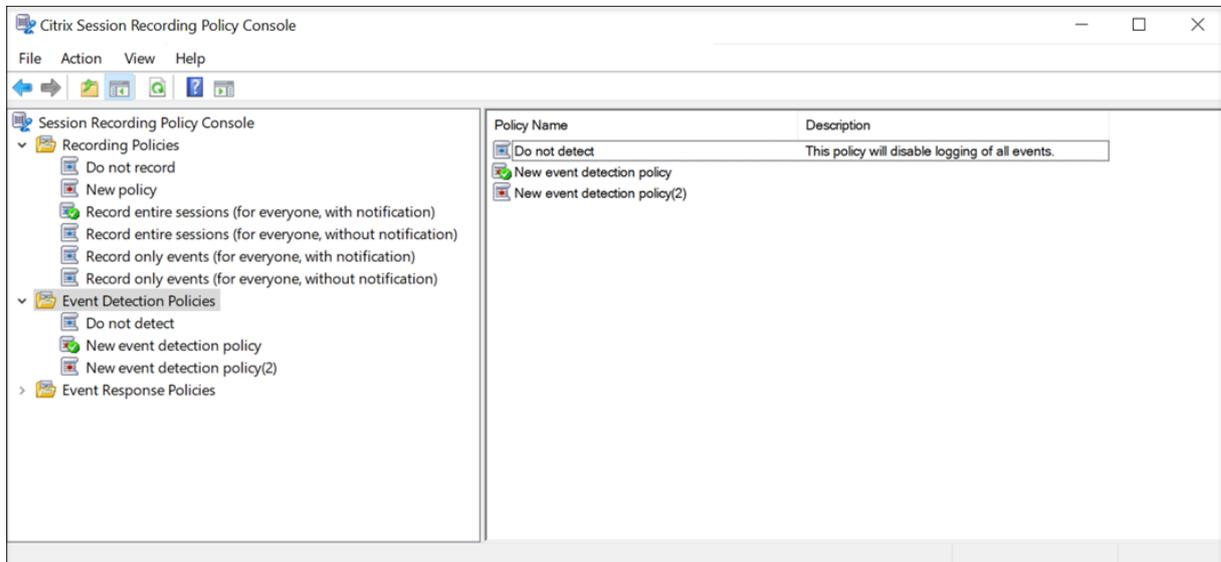 Citrix Session Recording Policy Console
File Action View Help
Session Recording Policy Console
Recording Policies
Do not record
New policy
Record entire sessions (for everyone, with notification)
Record entire sessions (for everyone, without notification)
Record only events (for everyone, with notification)
Record only events (for everyone, without notification)
Event Detection Policies
Do not detect
New event detection policy
New event detection policy(2)
Event Response Policies
Policy Name Description
Do not detect This policy will disable logging of all events.
New event detection policy
New event detection policy(2)